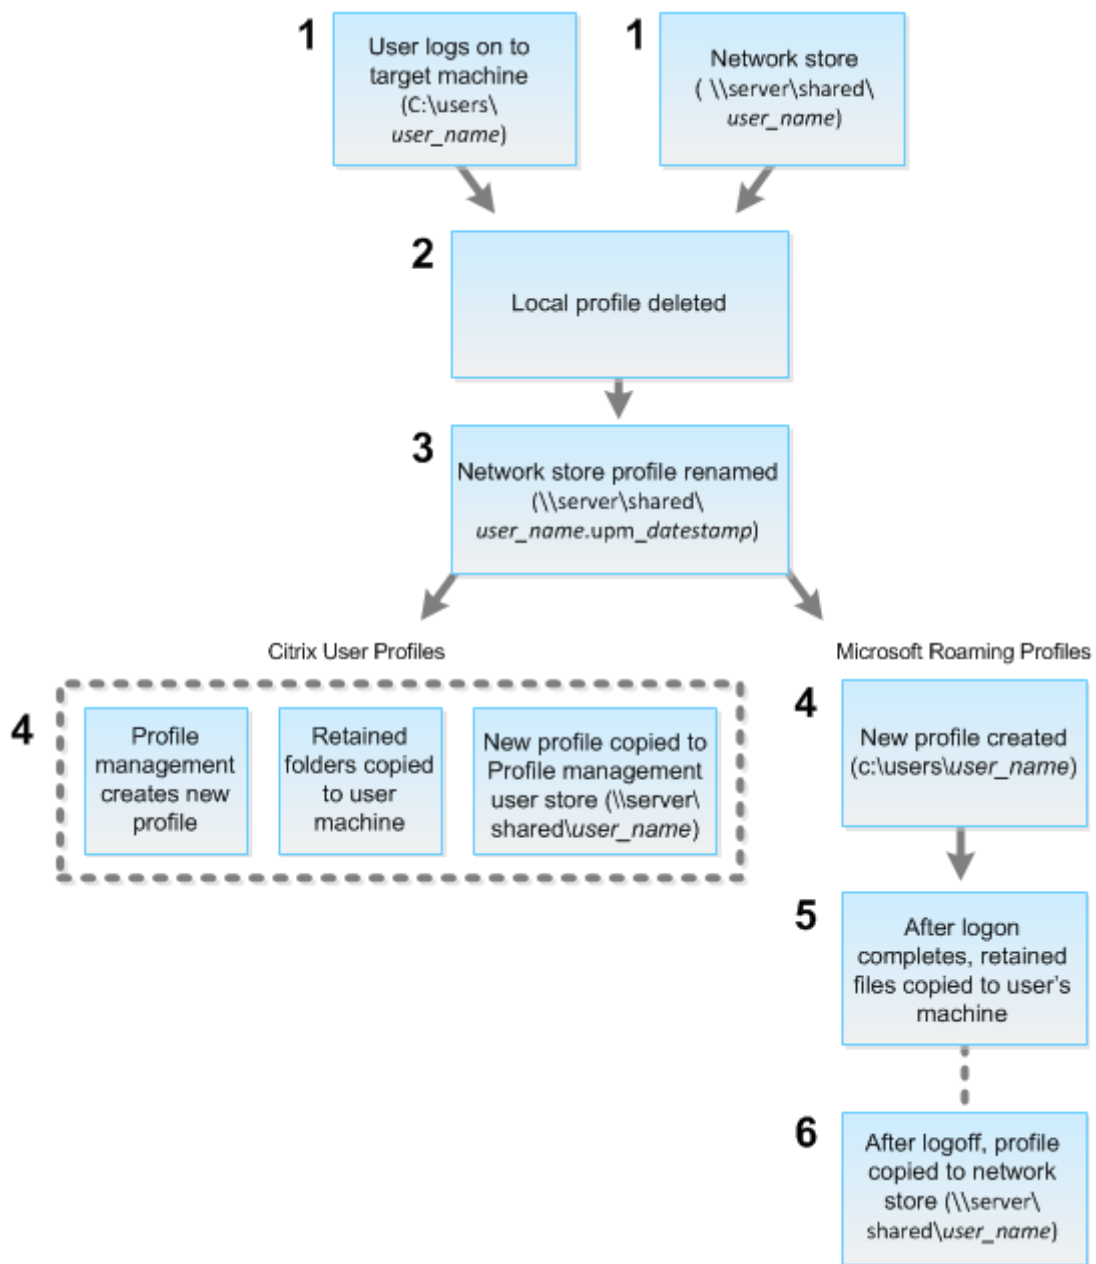 1
User logs on to
target machine
(C:\users\
user_name)
1
Network store
( \\server\shared\
user_name)
2
Local profile deleted
3
Network store profile renamed
(\\server\shared\
user_name.upm_datestamp)
Citrix User Profiles
4
Profile
management
creates new
profile
Retained
folders copied
to user
machine
New profile copied to
Profile management
user store (\\server\
shared\user_name)
Microsoft Roaming Profiles
4
New profile created
(c:\users\user_name)
5
After logon
completes, retained
files copied to user’s
machine
6
After logoff, profile
copied to network
store (\\server\
shared\user_name)